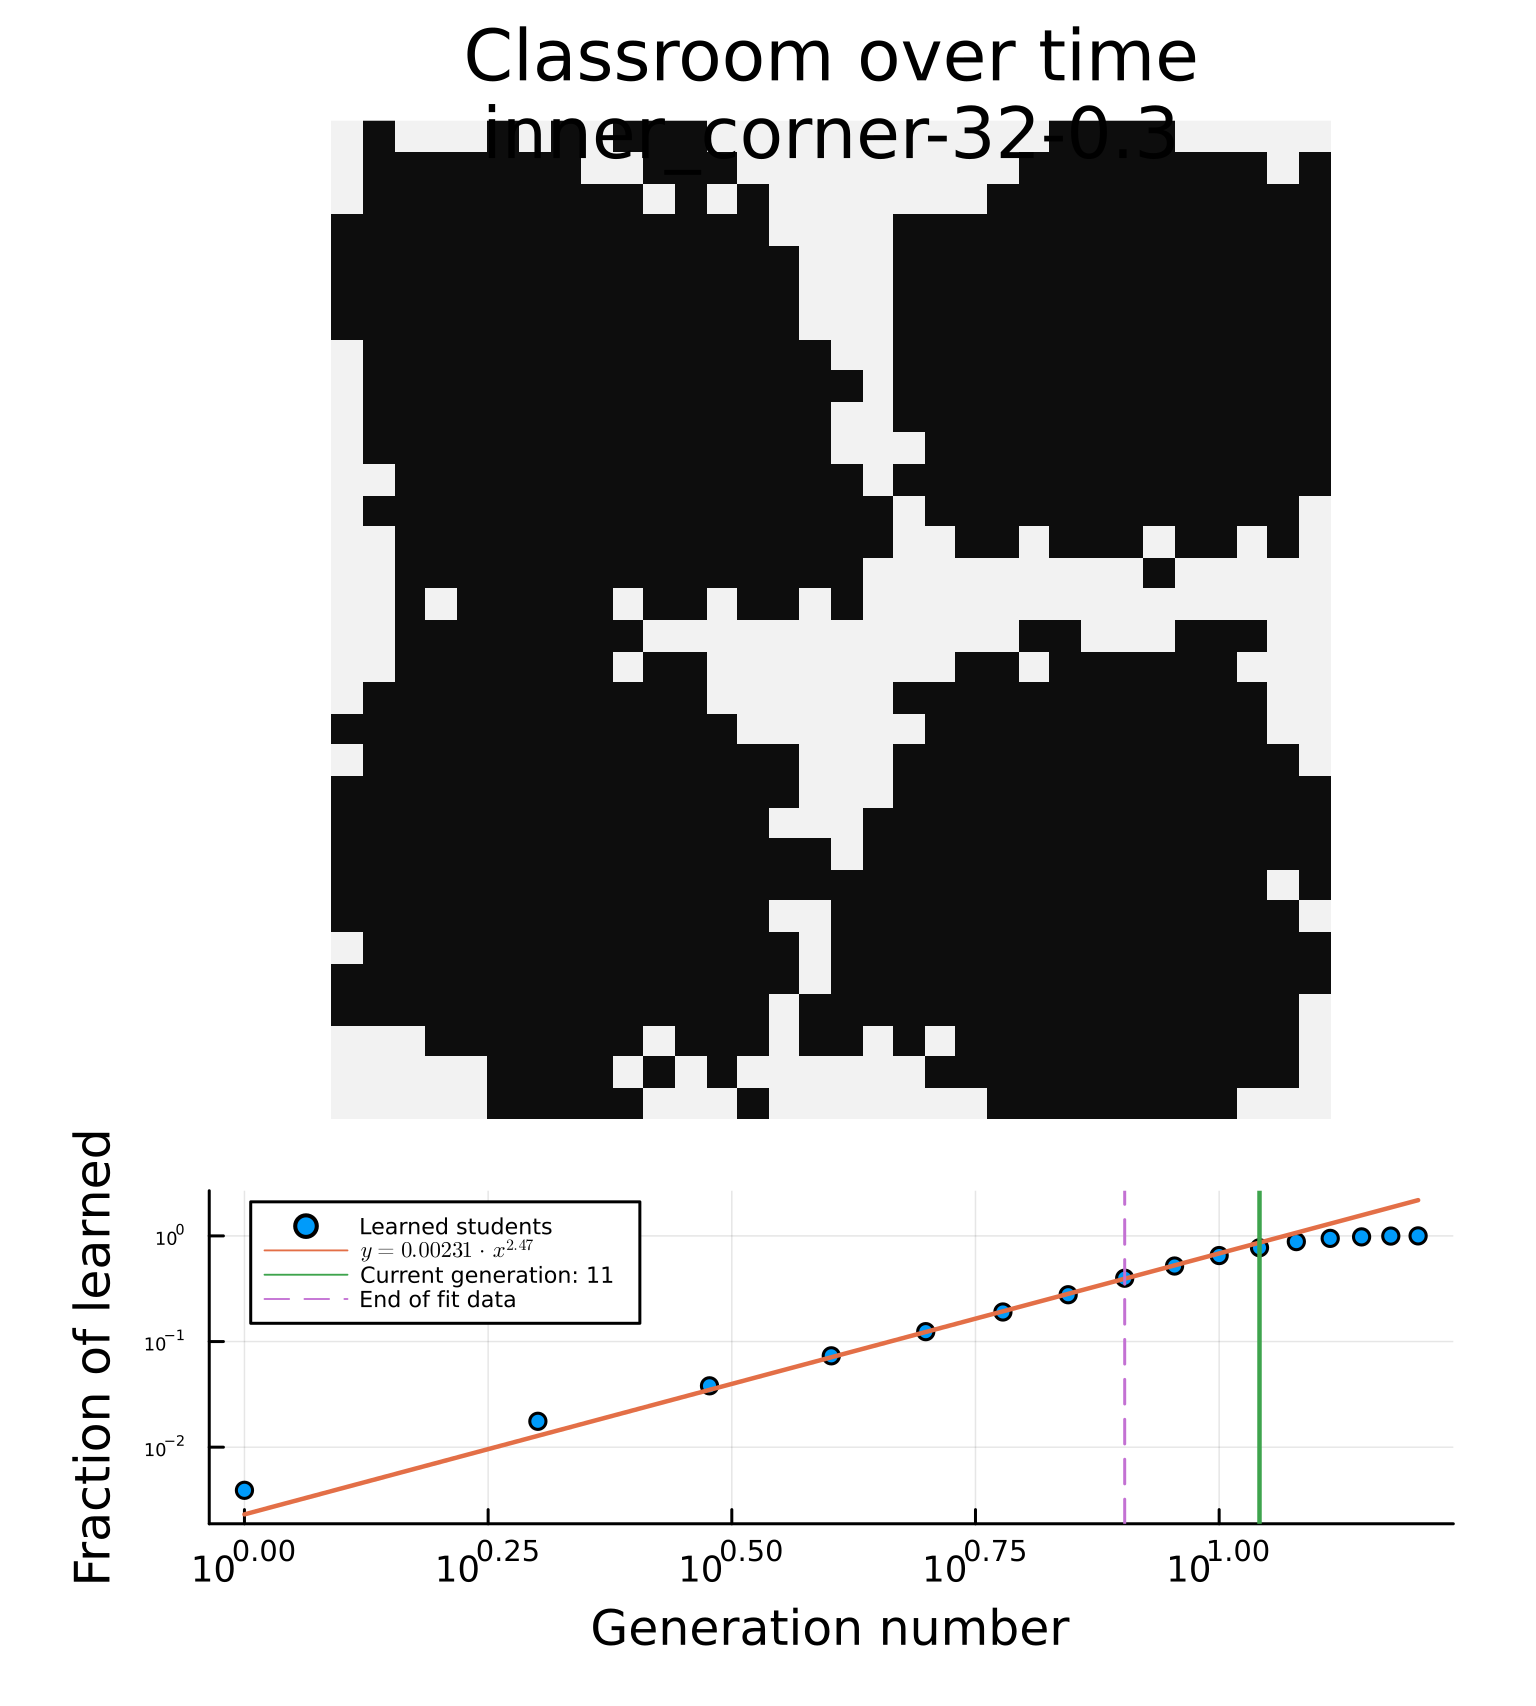 Classroom over time
inner_corner-32-0.3
Fraction of learned
10⁰
10⁻¹
10⁻²
Learned students
y = 0.00231 · x^2.47
Current generation: 11
End of fit data
10^0.00 10^0.25 10^0.50 10^0.75 10^1.00
Generation number